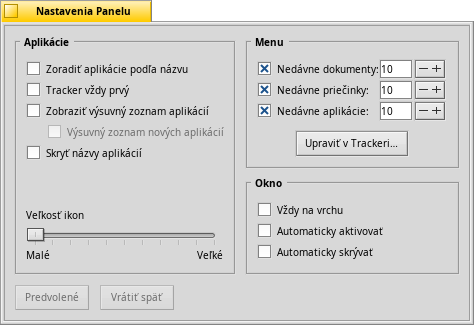 Nastavenia Panelu
Aplikácie
Zoradiť aplikácie podľa názvu
Tracker vždy prvý
Zobraziť výsuvný zoznam aplikácií
Výsuvný zoznam nových aplikácií
Skryť názvy aplikácií
Veľkosť ikon
Malé Veľké
Menu
Nedávne dokumenty: 10
Nedávne priečinky: 10
Nedávne aplikácie: 10
Upraviť v Trackeri...
Okno
Vždy na vrchu
Automaticky aktivovať
Automaticky skrývať
Predvolené Vrátiť späť